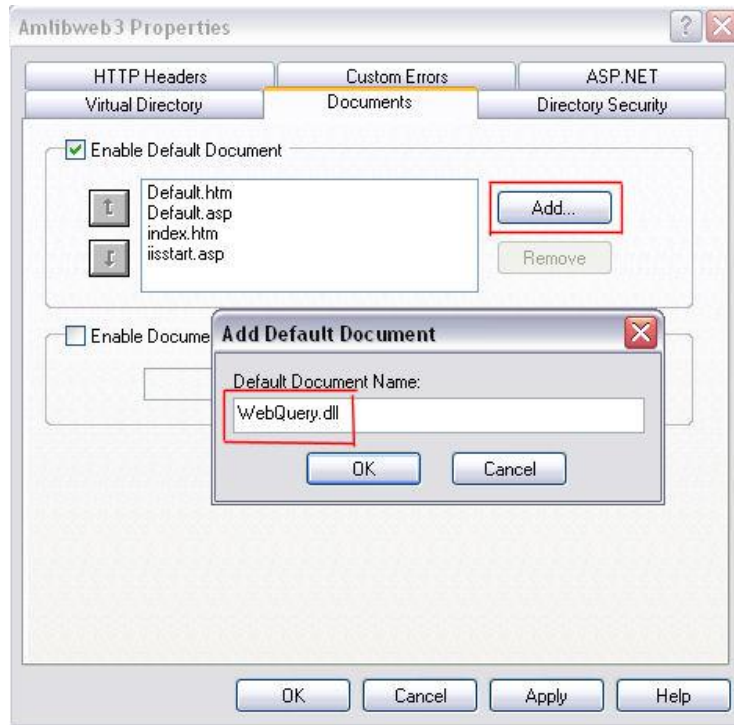 Amlibweb3 Properties
?
HTTP Headers
Custom Errors
ASP.NET
Virtual Directory
Documents
Directory Security
Enable Default Document
Default.htm
Default.asp
index.htm
iisstart.asp
Add...
Remove
Enable Docume
Add Default Document
Default Document Name:
WebQuery.dll
OK
Cancel
OK
Cancel
Apply
Help